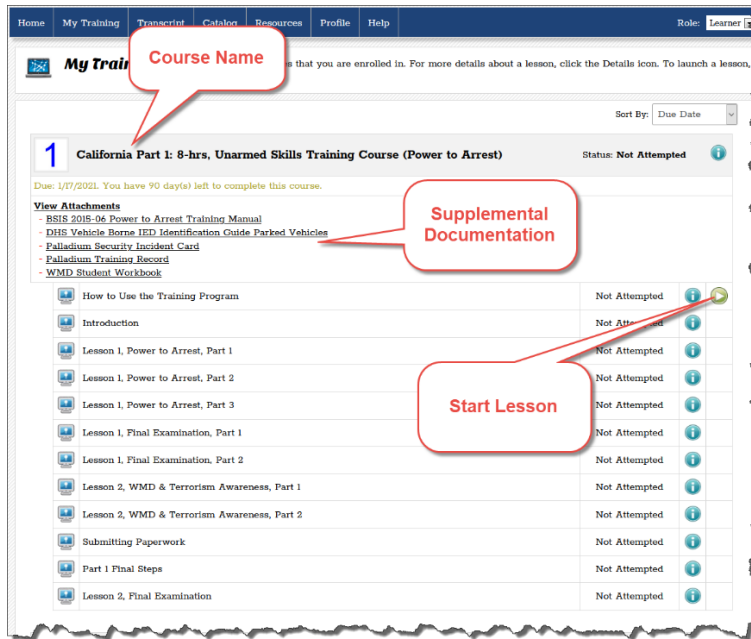 Home My Training Transcript Catalog Resources Profile Help Role: Learner
My Train
Course Name
s that you are enrolled in. For more details about a lesson, click the Details icon. To launch a lesson,
Sort By: Due Date
1 California Part 1: 8-hrs, Unarmed Skills Training Course (Power to Arrest) Status: Not Attempted
Due: 1/17/2021. You have 90 day(s) left to complete this course.
View Attachments
- BSIS 2015-06 Power to Arrest Training Manual
- DHS Vehicle Borne IED Identification Guide Parked Vehicles
- Palladium Security Incident Card
- Palladium Training Record
- WMD Student Workbook
Supplemental
Documentation
How to Use the Training Program Not Attempted
Introduction Not Attempted
Lesson 1, Power to Arrest, Part 1 Not Attempted
Lesson 1, Power to Arrest, Part 2 Not Attempted
Lesson 1, Power to Arrest, Part 3 Not Attempted
Start Lesson
Lesson 1, Final Examination, Part 1 Not Attempted
Lesson 1, Final Examination, Part 2 Not Attempted
Lesson 2, WMD & Terrorism Awareness, Part 1 Not Attempted
Lesson 2, WMD & Terrorism Awareness, Part 2 Not Attempted
Submitting Paperwork Not Attempted
Part 1 Final Steps Not Attempted
Lesson 2, Final Examination Not Attempted